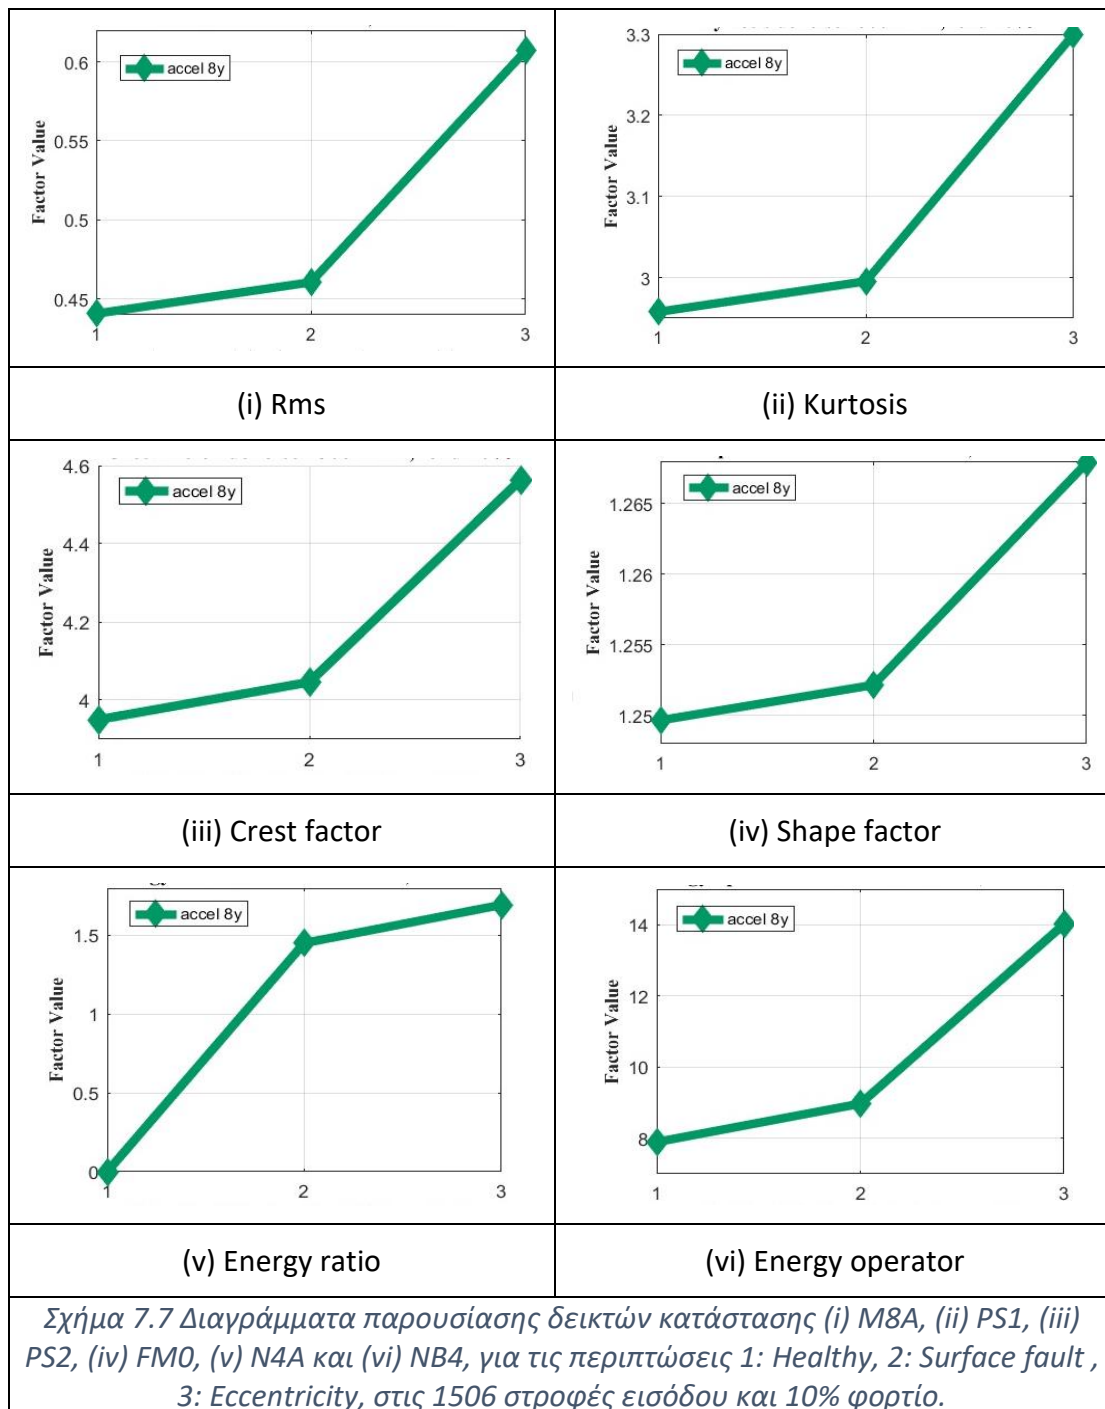 accel 8y
Factor Value
0.6
0.55
0.5
0.45
1
2
3
accel 8y
Factor Value
3.3
3.2
3.1
3
1
2
3
(i) Rms
(ii) Kurtosis
accel 8y
Factor Value
4.6
4.4
4.2
4
1
2
3
accel 8y
Factor Value
1.265
1.26
1.255
1.25
1
2
3
(iii) Crest factor
(iv) Shape factor
accel 8y
Factor Value
1.5
1
0.5
0
1
2
3
accel 8y
Factor Value
14
12
10
8
1
2
3
(v) Energy ratio
(vi) Energy operator
Σχήμα 7.7 Διαγράμματα παρουσίασης δεικτών κατάστασης (i) M8A, (ii) PS1, (iii)
PS2, (iv) FM0, (v) N4A και (vi) NB4, για τις περιπτώσεις 1: Healthy, 2: Surface fault ,
3: Eccentricity, στις 1506 στροφές εισόδου και 10% φορτίο.